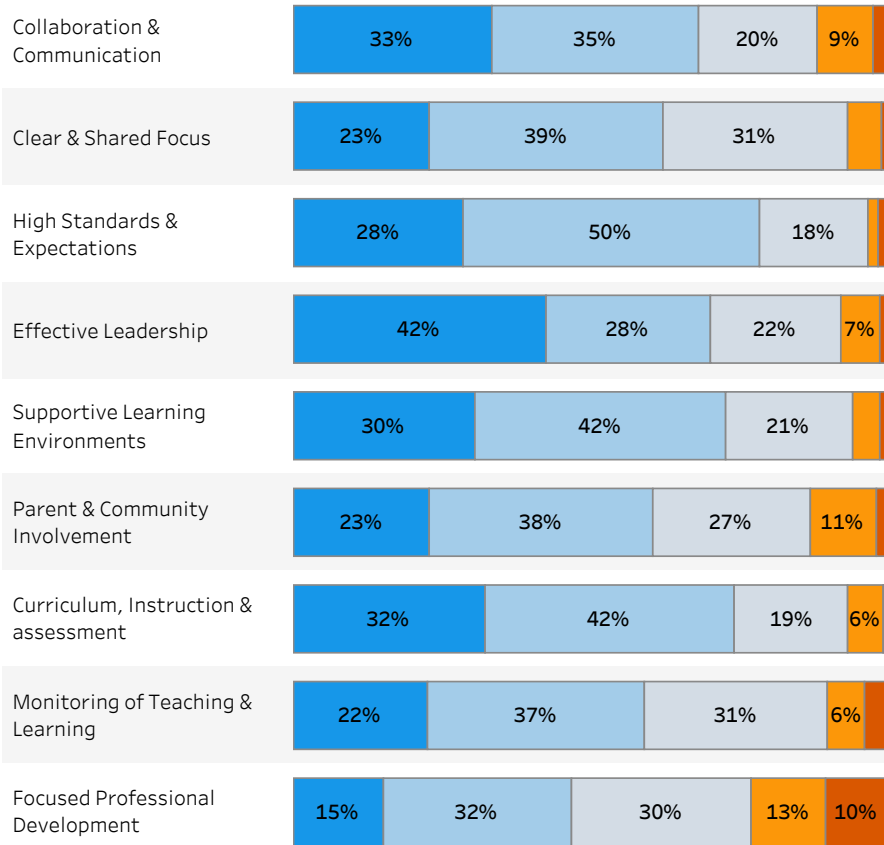 Collaboration &
Communication
33% 35% 20% 9%
Clear & Shared Focus
23% 39% 31%
High Standards &
Expectations
28% 50% 18%
Effective Leadership
42% 28% 22% 7%
Supportive Learning
Environments
30% 42% 21%
Parent & Community
Involvement
23% 38% 27% 11%
Curriculum, Instruction &
assessment
32% 42% 19% 6%
Monitoring of Teaching &
Learning
22% 37% 31% 6%
Focused Professional
Development
15% 32% 30% 13% 10%